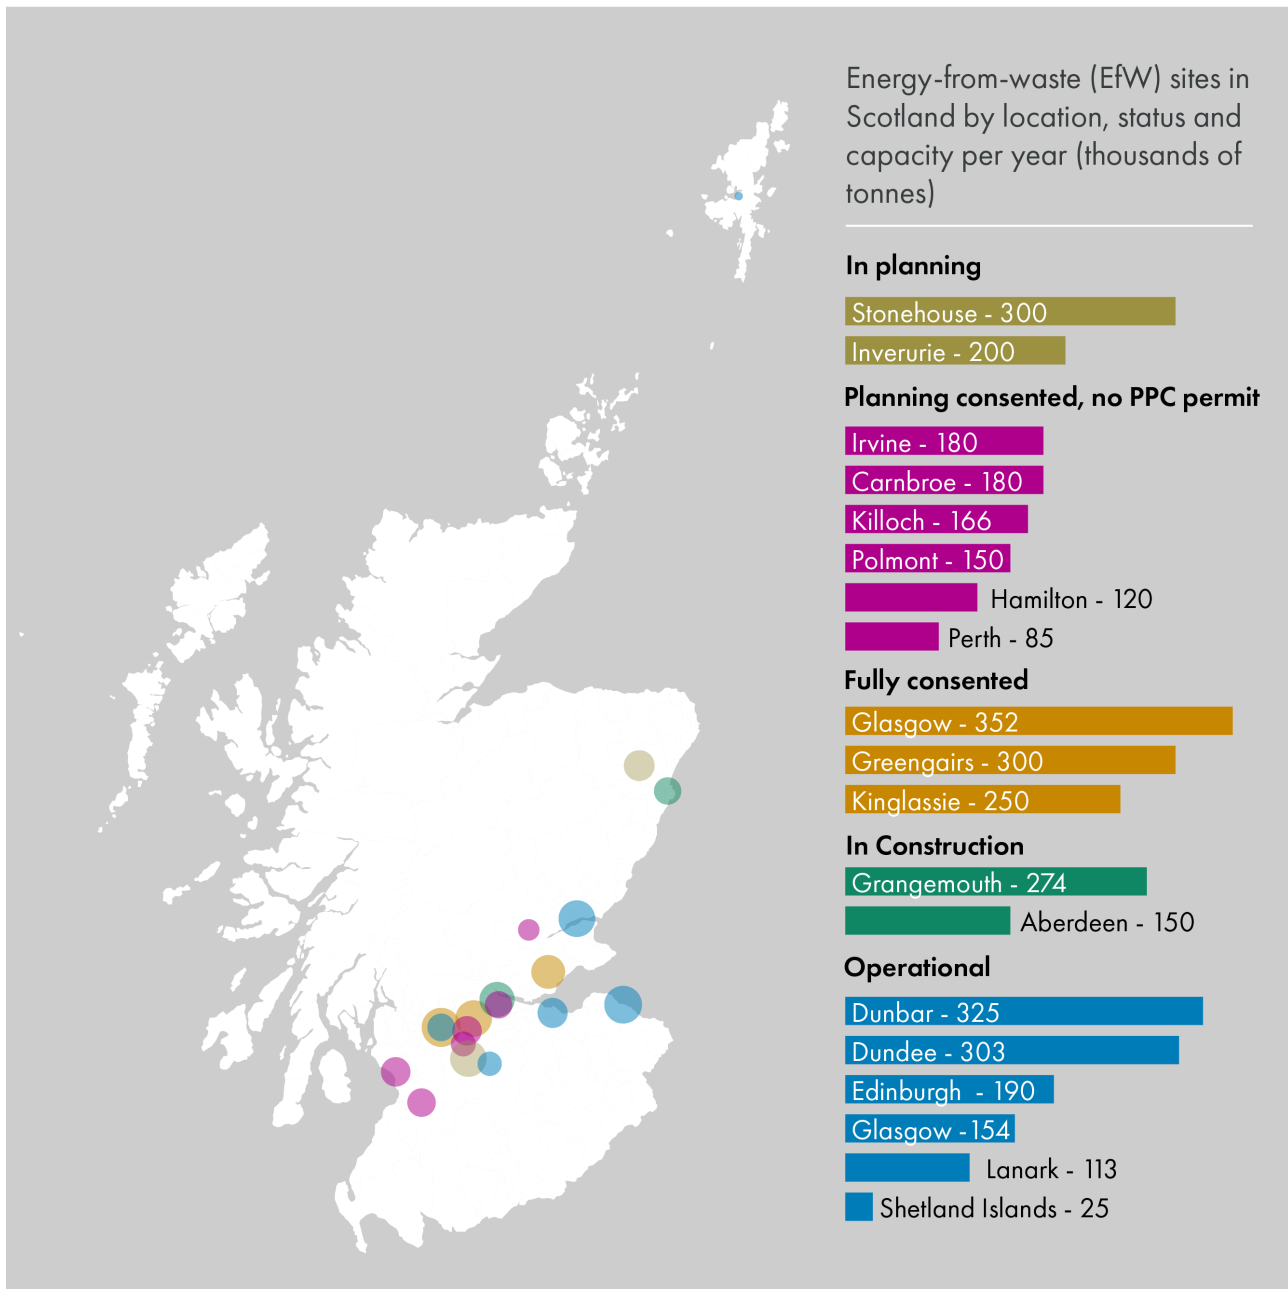 Energy-from-waste (EfW) sites in
Scotland by location, status and
capacity per year (thousands of
tonnes)
In planning
Stonehouse - 300
Inverurie - 200
Planning consented, no PPC permit
Irvine - 180
Carnbroe - 180
Killoch - 166
Polmont - 150
Hamilton - 120
Perth - 85
Fully consented
Glasgow - 352
Greengairs - 300
Kinglassie - 250
In Construction
Grangemouth - 274
Aberdeen - 150
Operational
Dunbar - 325
Dundee - 303
Edinburgh  - 190
Glasgow -154
Lanark - 113
Shetland Islands - 25